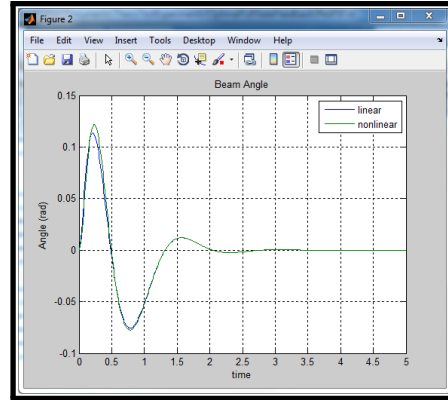 Figure 2
File Edit View Insert Tools Desktop Window Help
Beam Angle
linear
nonlinear
0.15
0.1
0.05
0
-0.05
-0.1
Angle (rad)
0 0.5 1 1.5 2 2.5 3 3.5 4 4.5 5
time